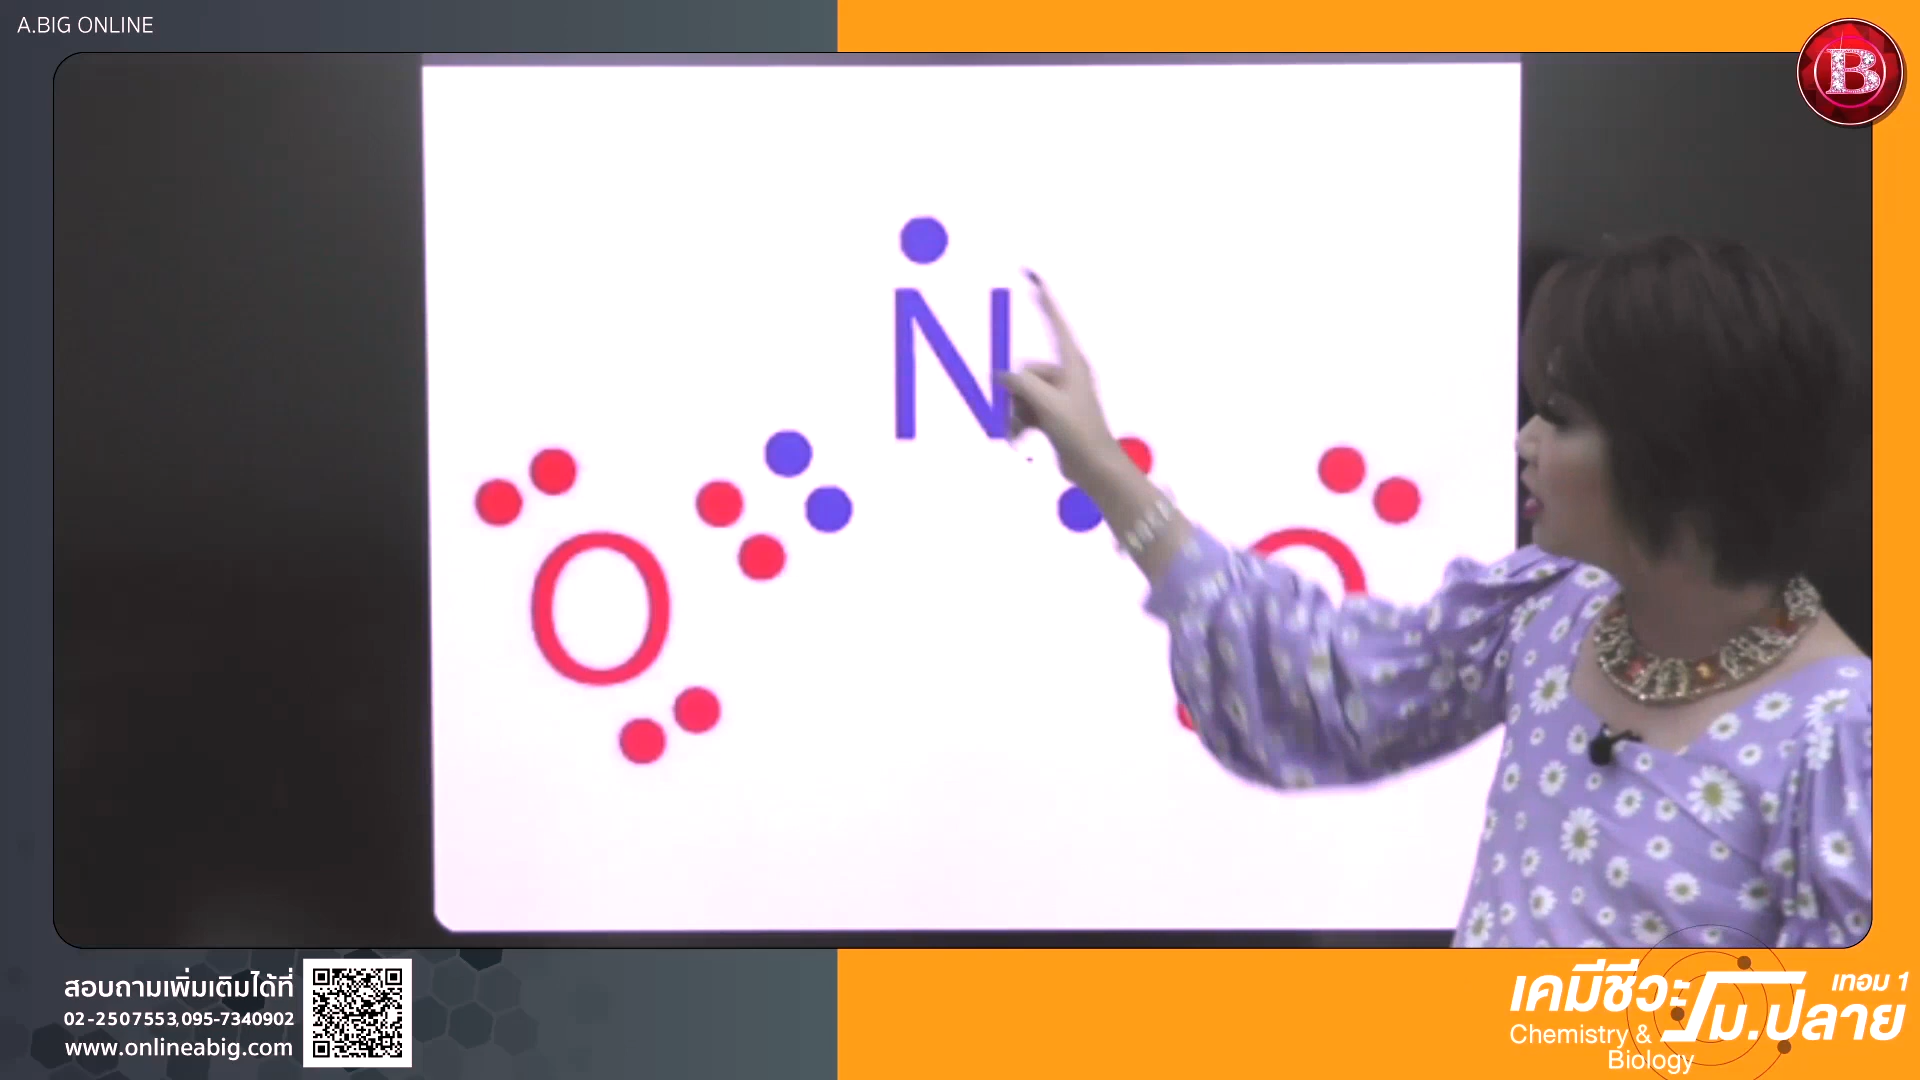 A.BIG ONLINE
B
N
O
O
สอบถามเพิ่มเติมได้ที่
02-2507553,095-7340902
www.onlineabig.com
เคมีชีวะ ม.ปลาย เทอม 1
Chemistry &
Biology